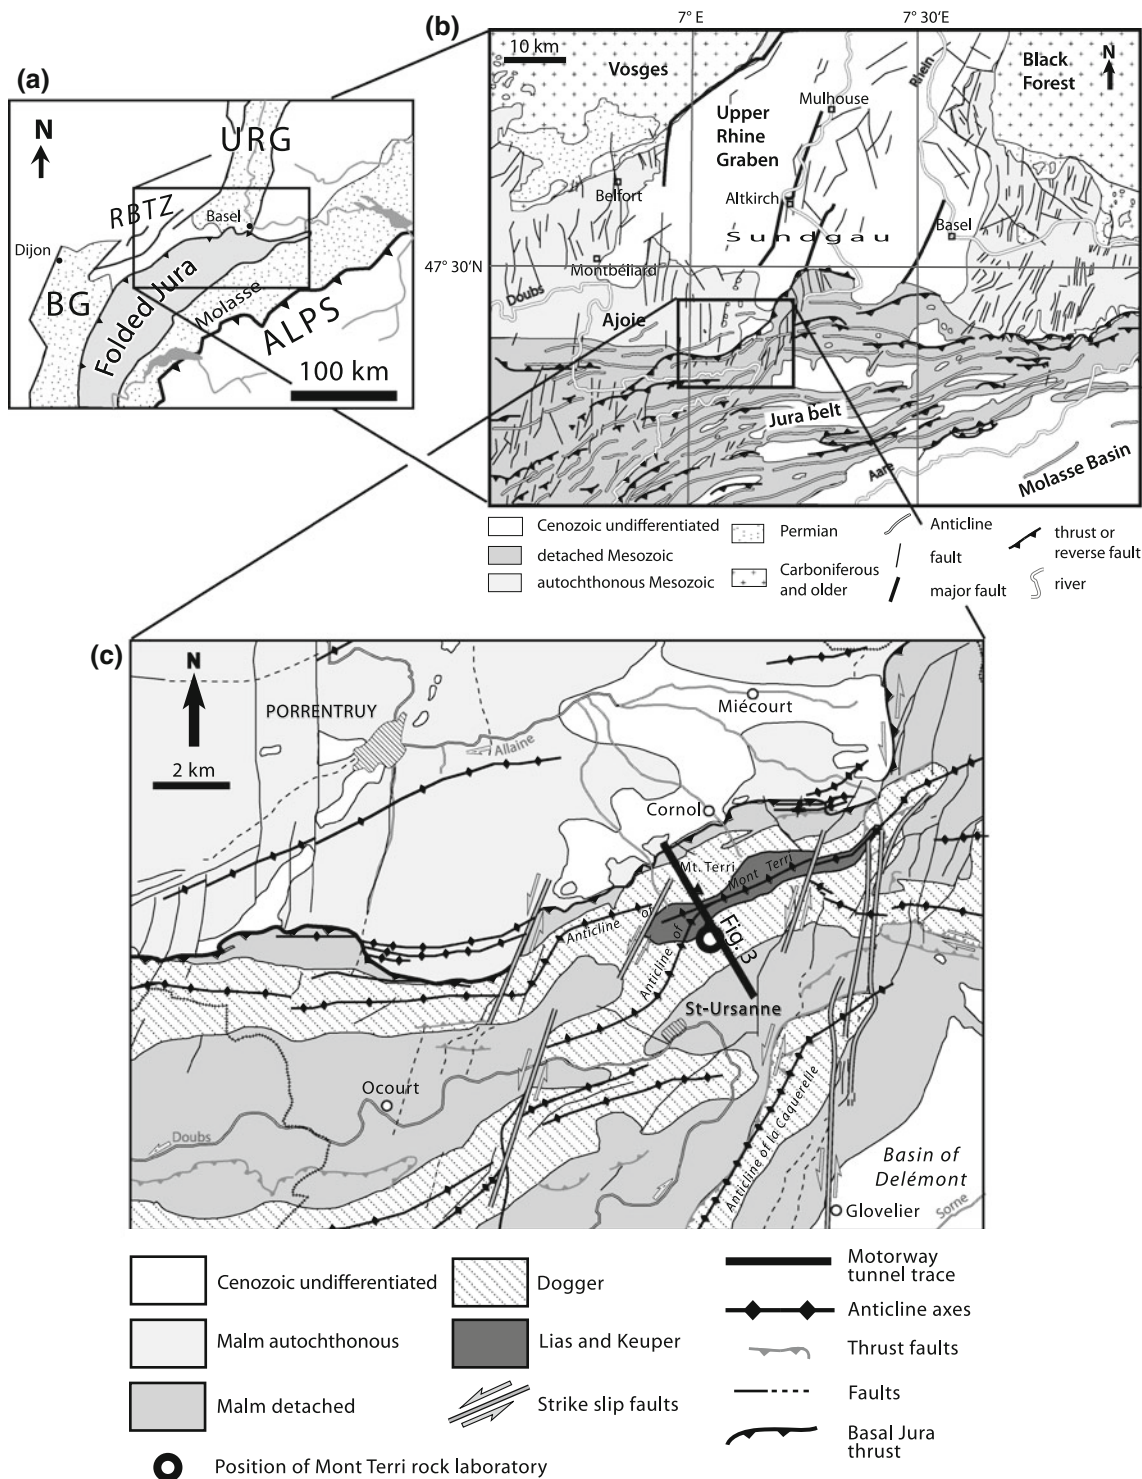 (a)
N
URG
RBTZ
Basel
Dijon
BG
Folded Jura
Molasse
ALPS
100 km
(b)
7° E
7° 30'E
10 km
Vosges
Rhein
Black
Forest
N
Mulhouse
Upper
Rhine
Graben
Belfort
Altkirch
Basel
Sundgau
47° 30'N
Montbéliard
Doubs
Ajoie
Jura belt
Aare
Molasse Basin
Cenozoic undifferentiated
detached Mesozoic
autochthonous Mesozoic
Permian
Carboniferous
and older
Anticline
fault
major fault
thrust or
reverse fault
river
(c)
N
2 km
PORRENTRUY
Allaine
Miécourt
Cornol
Mt. Terri
Mont Terri
Anticline of
Anticline of
Fig. 3
St-Ursanne
Ocourt
Doubs
Anticline of la Caquerelle
Basin of
Delémont
Glovelier
Sorne
Cenozoic undifferentiated
Malm autochthonous
Malm detached
Dogger
Lias and Keuper
Strike slip faults
Motorway
tunnel trace
Anticline axes
Thrust faults
Faults
Basal Jura
thrust
Position of Mont Terri rock laboratory